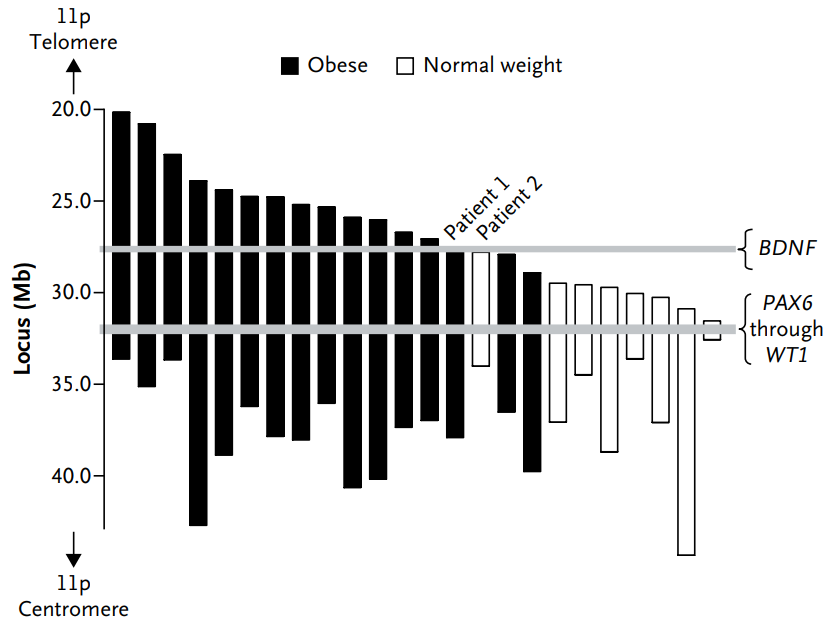 11p
Telomere
Obese
Normal weight
20.0
25.0
30.0
35.0
40.0
Locus (Mb)
Patient 1
Patient 2
BDNF
PAX6
through
WT1
11p
Centromere